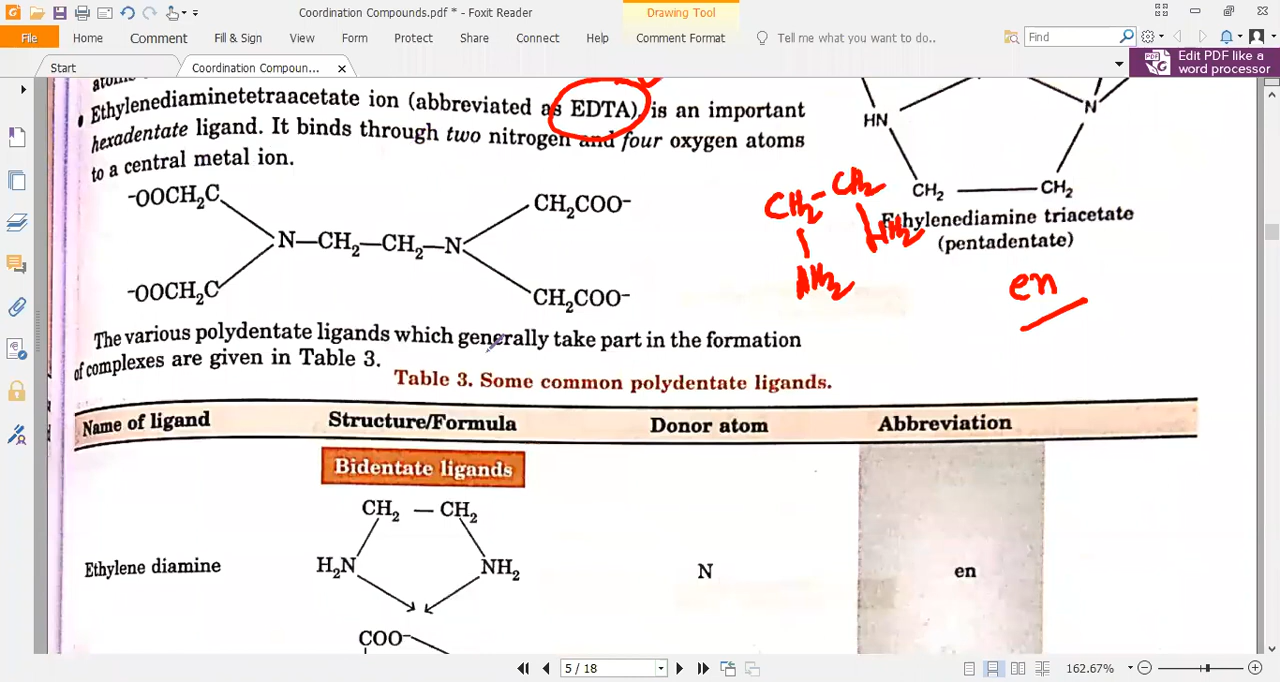 Coordination Compounds.pdf * - Foxit Reader
Drawing Tool
File Home Comment Fill & Sign View Form Protect Share Connect Help Comment Format Tell me what you want to do.. Find
Start Coordination Compoun...
Edit PDF like a
word processor
atoms
Ethylenediaminetetraacetate ion (abbreviated as EDTA), is an important
hexadentate ligand. It binds through two nitrogen and four oxygen atoms
to a central metal ion.
-OOCH₂C CH₂COO-
N—CH₂—CH₂—N
-OOCH₂C CH₂COO-
HN N
CH₂ CH₂
Ethylenediamine triacetate
(pentadentate)
CH₂-CH₂
NH₂ NH₂
en
The various polydentate ligands which generally take part in the formation
of complexes are given in Table 3.
Table 3. Some common polydentate ligands.
Name of ligand Structure/Formula Donor atom Abbreviation
Bidentate ligands
CH₂ — CH₂
Ethylene diamine H₂N NH₂ N en
COO-
5 / 18 162.67%